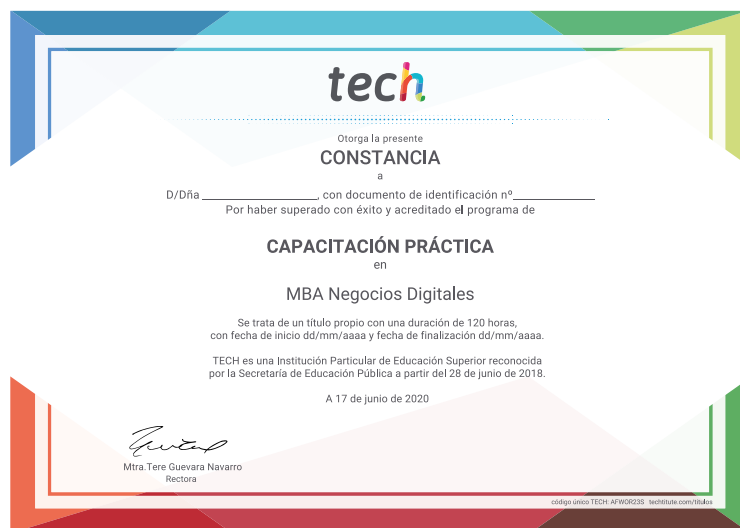 tech
Otorga la presente
CONSTANCIA
a
D/Dña ____________________, con documento de identificación nº______________
Por haber superado con éxito y acreditado el programa de
CAPACITACIÓN PRÁCTICA
en
MBA Negocios Digitales
Se trata de un título propio con una duración de 120 horas,
con fecha de inicio dd/mm/aaaa y fecha de finalización dd/mm/aaaa.
TECH es una Institución Particular de Educación Superior reconocida
por la Secretaría de Educación Pública a partir del 28 de junio de 2018.
A 17 de junio de 2020
Mtra.Tere Guevara Navarro
Rectora
código único TECH: AFWOR23S techtitute.com/titulos